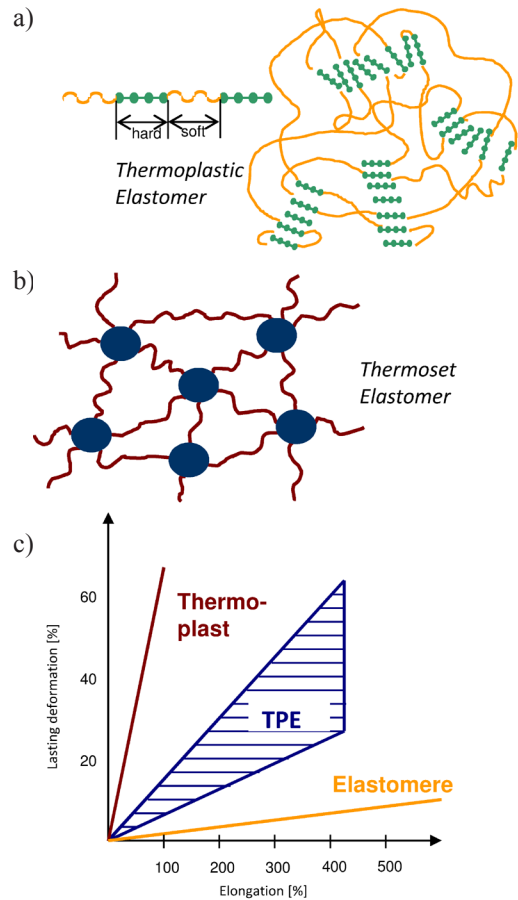 a)
hard
soft
Thermoplastic
Elastomer
b)
Thermoset
Elastomer
c)
Lasting deformation [%]
60
40
20
Thermo-
plast
TPE
Elastomere
100
200
300
400
500
Elongation [%]